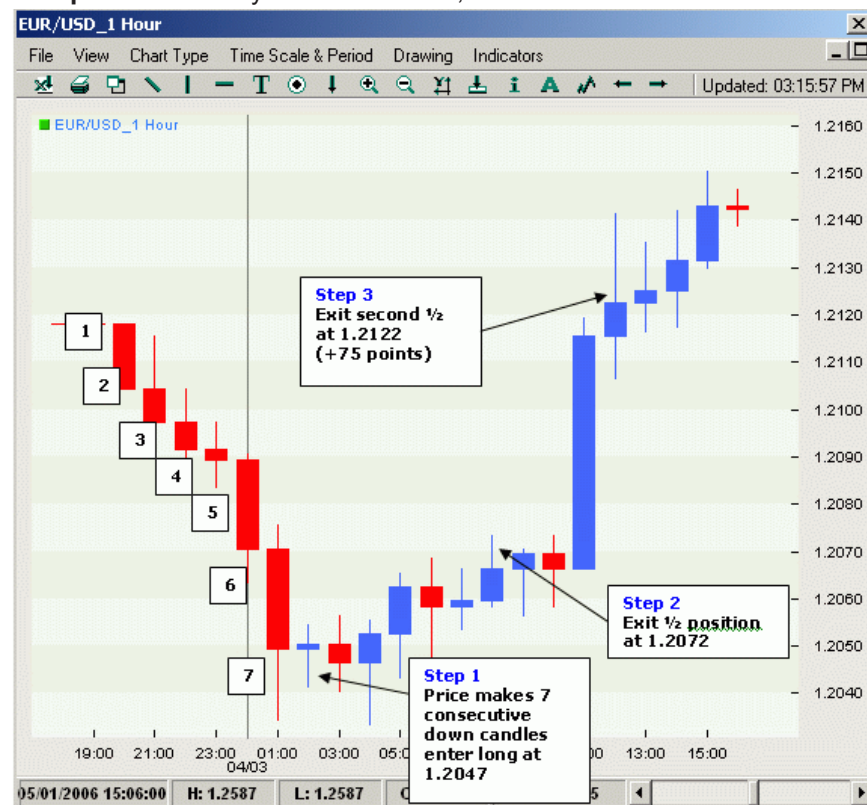 EUR/USD_1 Hour
File View Chart Type Time Scale & Period Drawing Indicators
T i A Updated: 03:15:57 PM
EUR/USD_1 Hour
1.2160
1.2150
1.2140
1.2130
1.2120
1.2110
1.2100
1.2090
1.2080
1.2070
1.2060
1.2050
1.2040
Step 3
Exit second ½
at 1.2122
(+75 points)
1
2
3
4
5
6
7
Step 2
Exit ½ position
at 1.2072
Step 1
Price makes 7
consecutive
down candles
enter long at
1.2047
19:00 21:00 23:00 01:00 03:00 13:00 15:00
04/03
05/01/2006 15:06:00 H: 1.2587 L: 1.2587